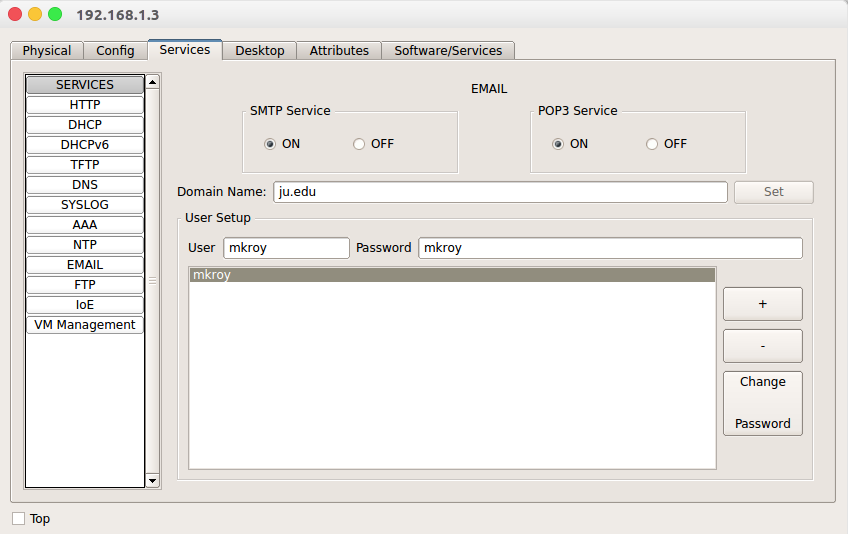 192.168.1.3
Physical Config Services Desktop Attributes Software/Services
SERVICES
HTTP
DHCP
DHCPv6
TFTP
DNS
SYSLOG
AAA
NTP
EMAIL
FTP
IoE
VM Management
EMAIL
SMTP Service
ON OFF
POP3 Service
ON OFF
Domain Name: ju.edu Set
User Setup
User mkroy Password mkroy
mkroy
+
-
Change
Password
Top